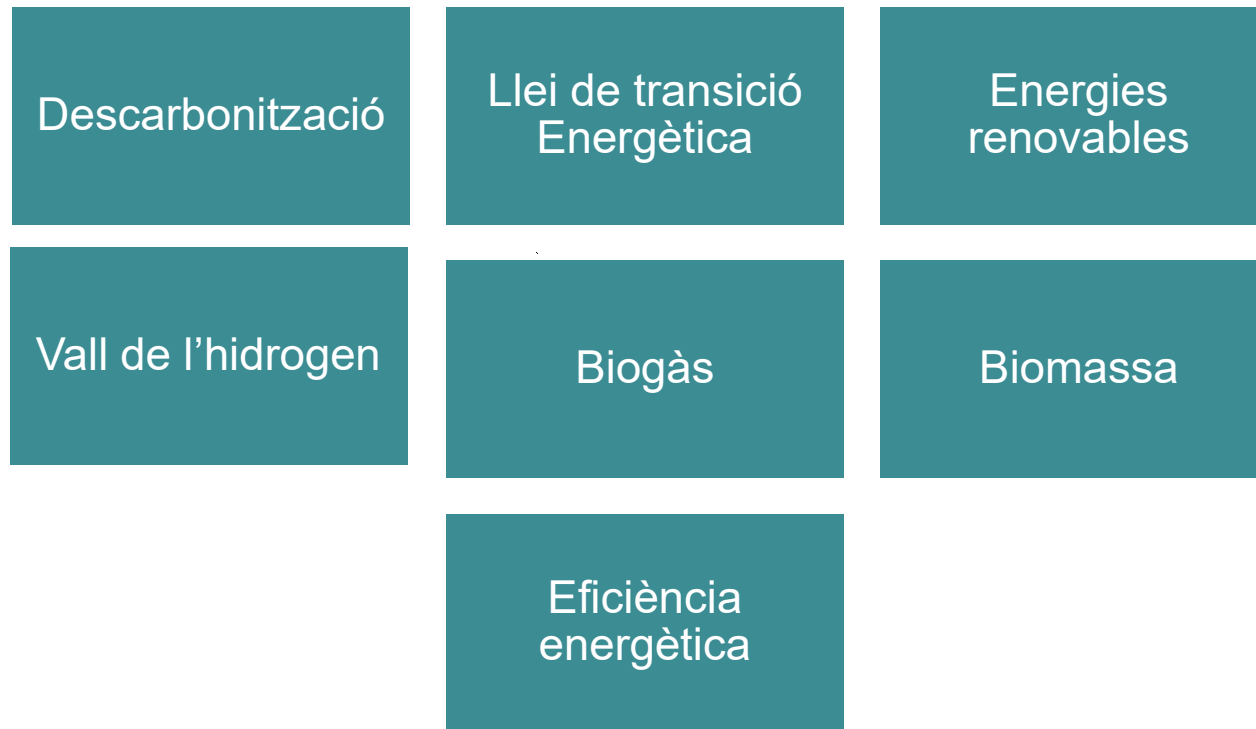 Descarbonització
Llei de transició
Energètica
Energies
renovables
Vall de l’hidrogen
Biogàs
Biomassa
Eficiència
energètica